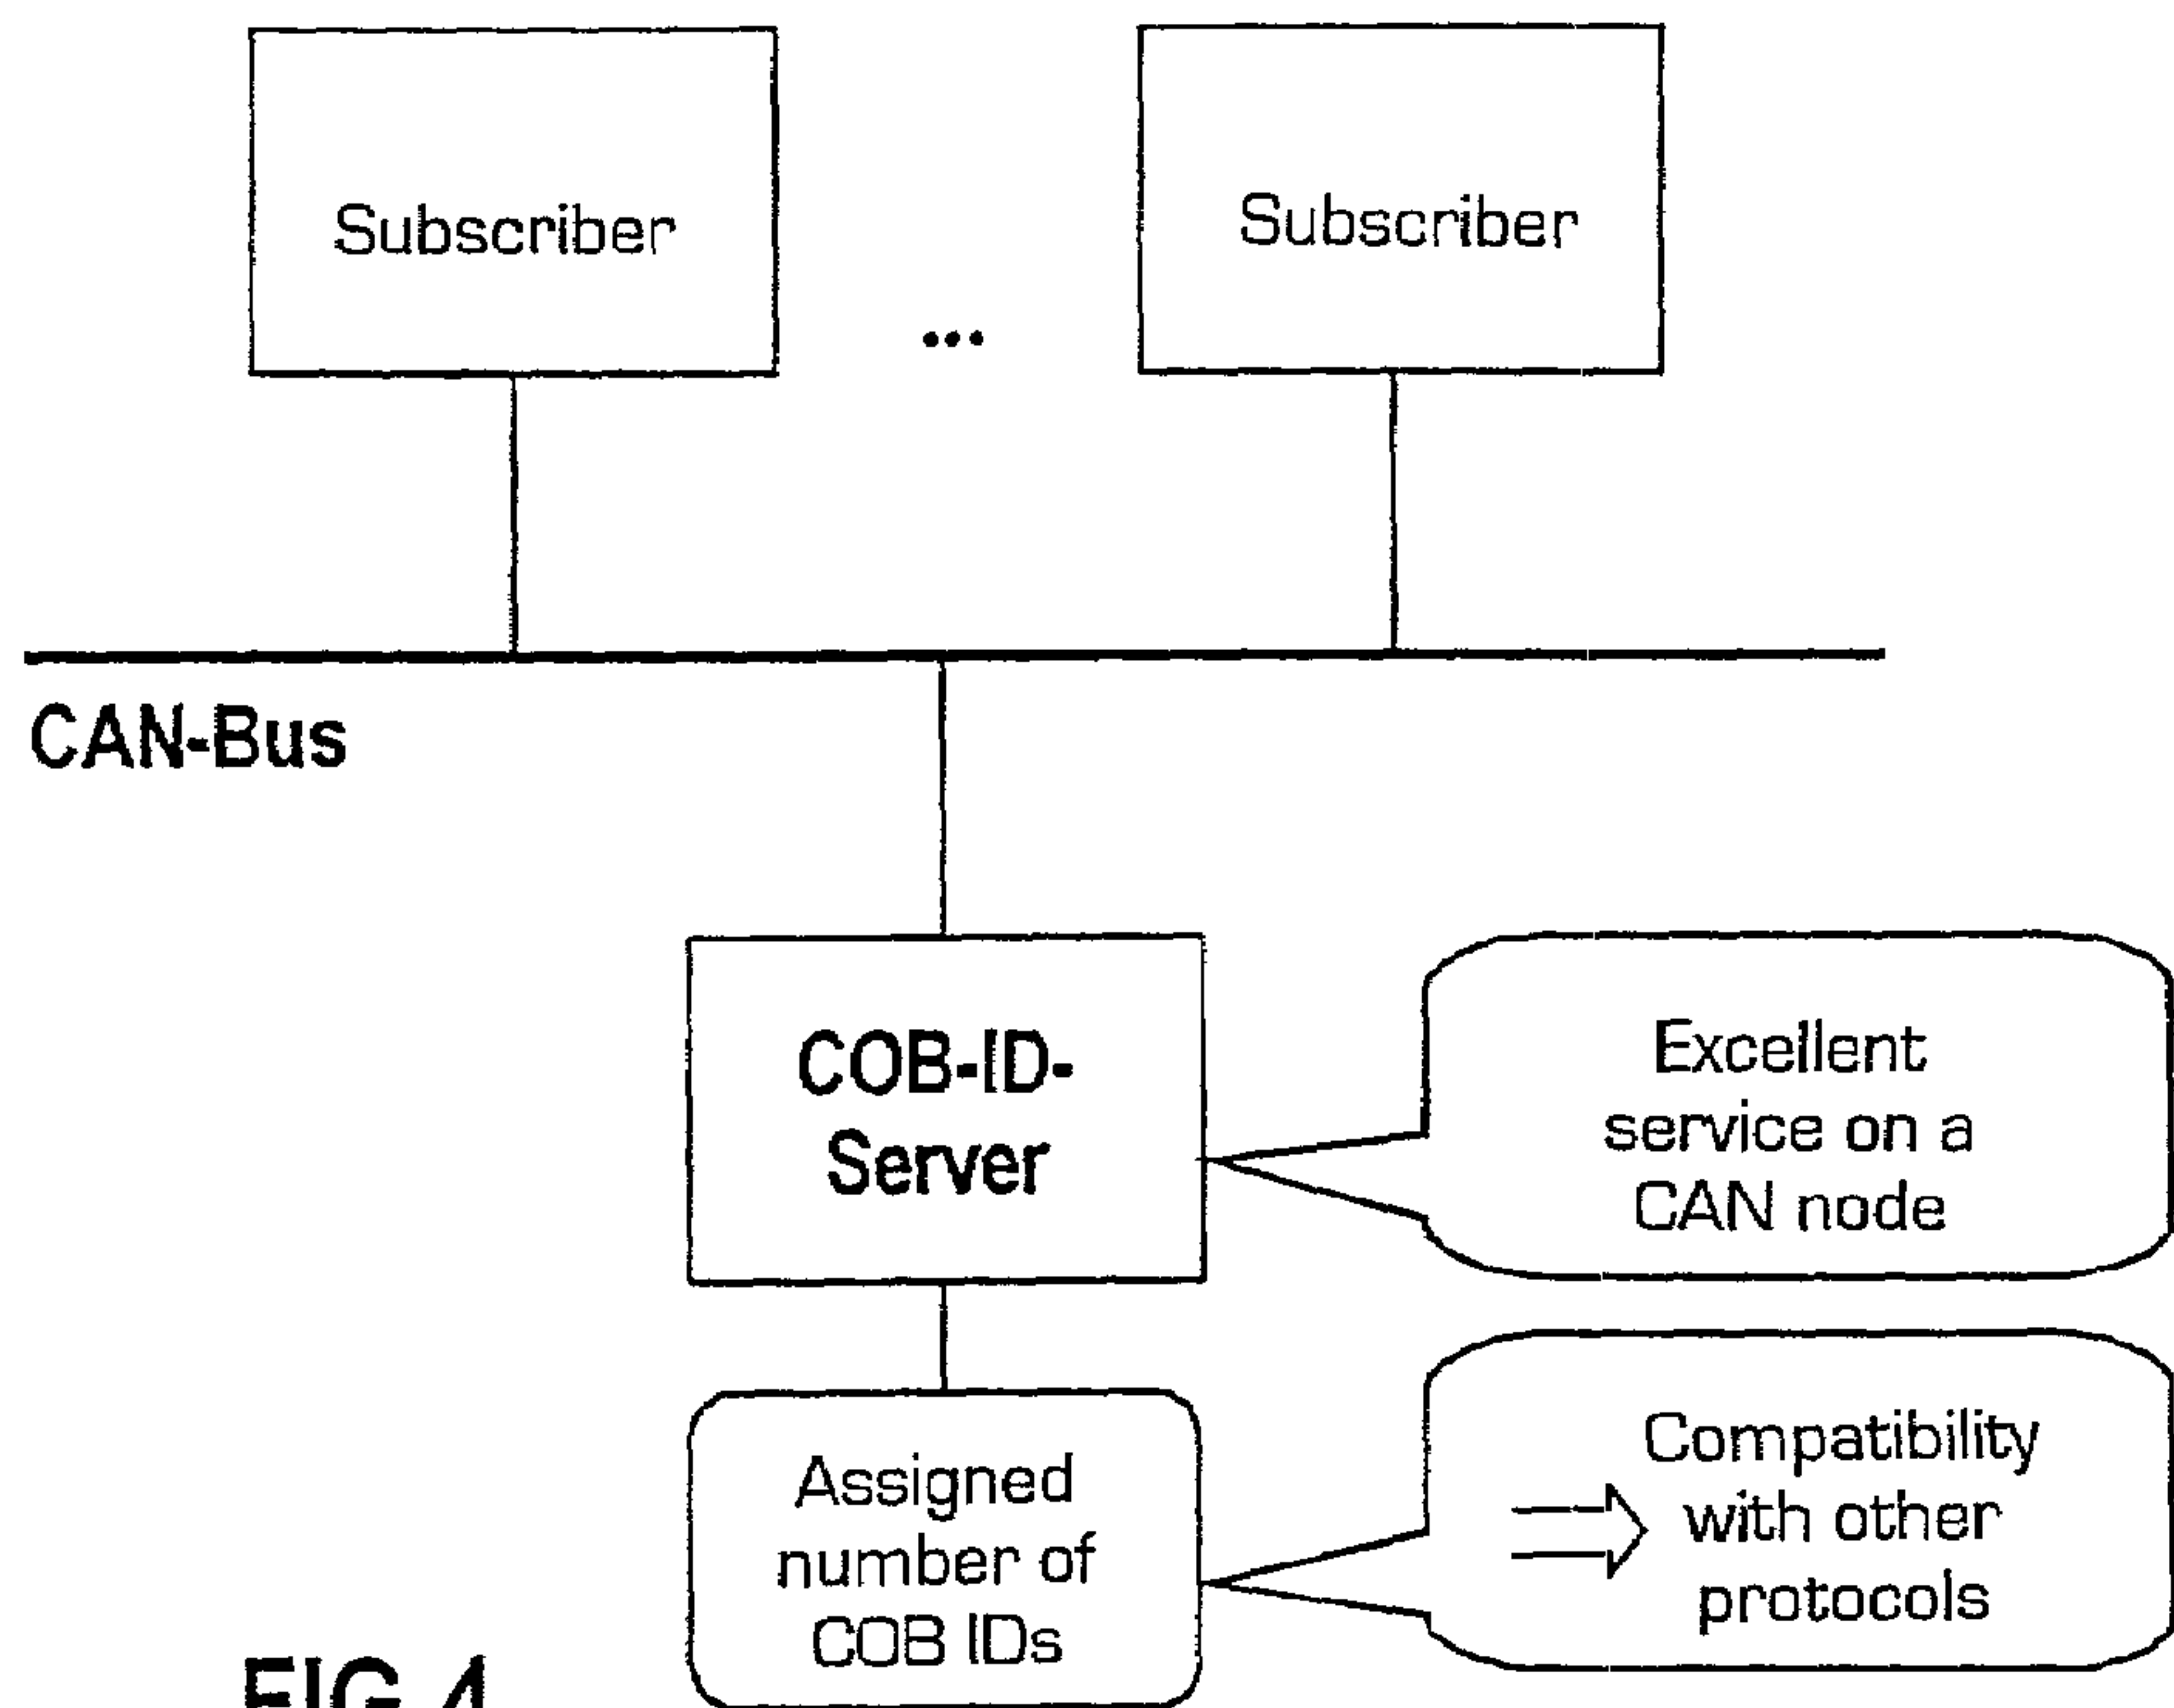 Subscriber
Subscriber
...
CAN-Bus
COB-ID-
Server
Excellent
service on a
CAN node
Assigned
number of
COB IDs
Compatibility
with other
protocols
FIG 4